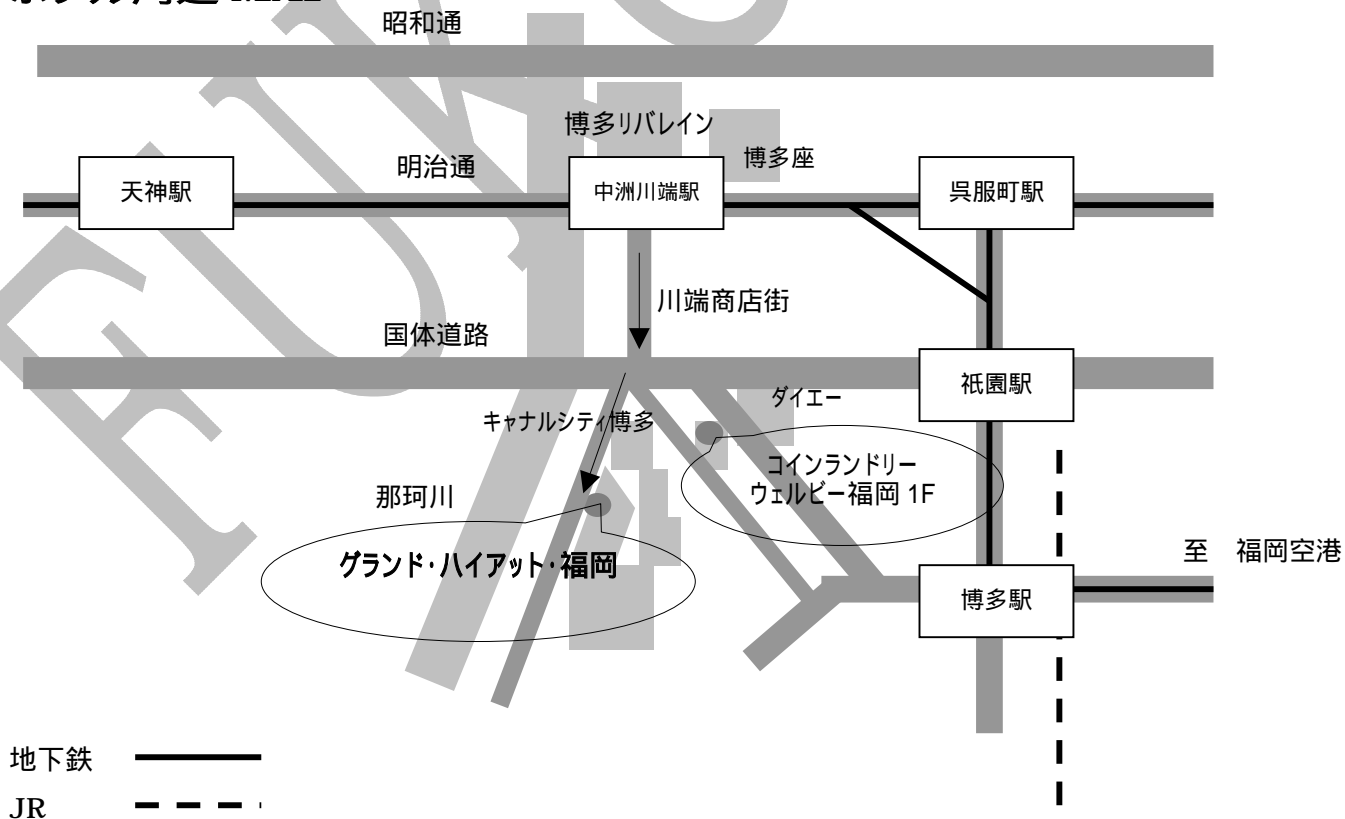 昭和通
博多リバレイン
博多座
明治通
天神駅
中洲川端駅
呉服町駅
川端商店街
国体道路
祇園駅
ダイエー
キャナルシティ博多
コインランドリー
ウェルビー福岡 1F
那珂川
グランド・ハイアット・福岡
至　福岡空港
博多駅
地下鉄
JR